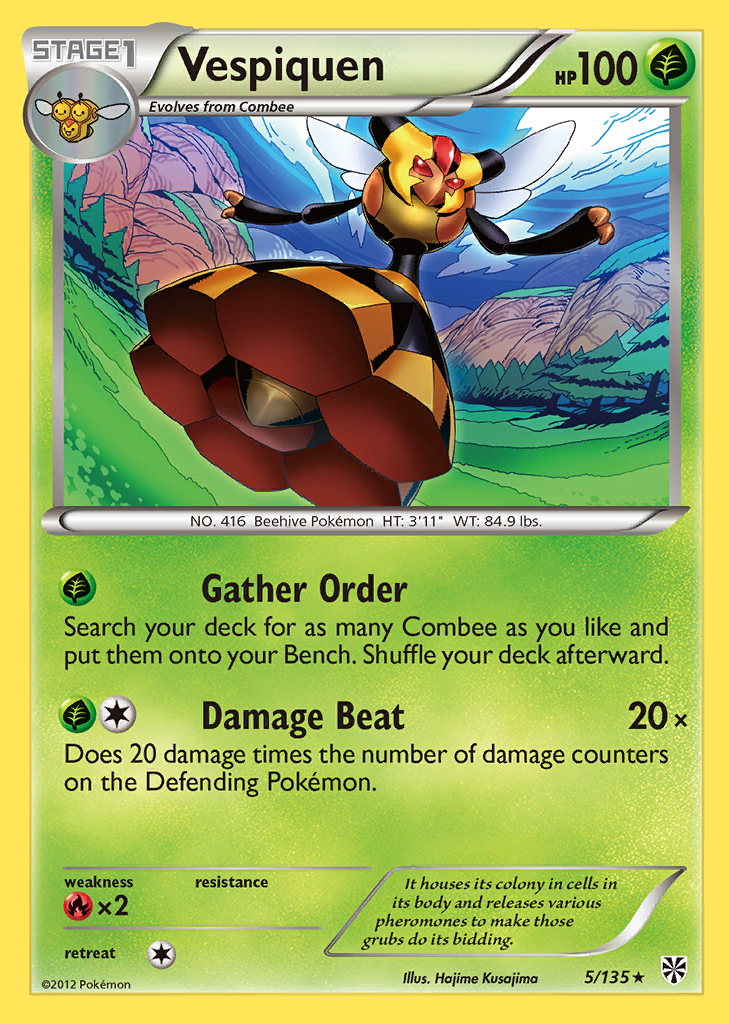 STAGE1
Vespiquen
HP100
Evolves from Combee
NO. 416 Beehive Pokémon HT: 3'11" WT: 84.9 lbs.
Gather Order
Search your deck for as many Combee as you like and
put them onto your Bench. Shuffle your deck afterward.
Damage Beat 20×
Does 20 damage times the number of damage counters
on the Defending Pokémon.
weakness resistance
×2
retreat
It houses its colony in cells in
its body and releases various
pheromones to make those
grubs do its bidding.
©2012 Pokémon
Illus. Hajime Kusajima
5/135★